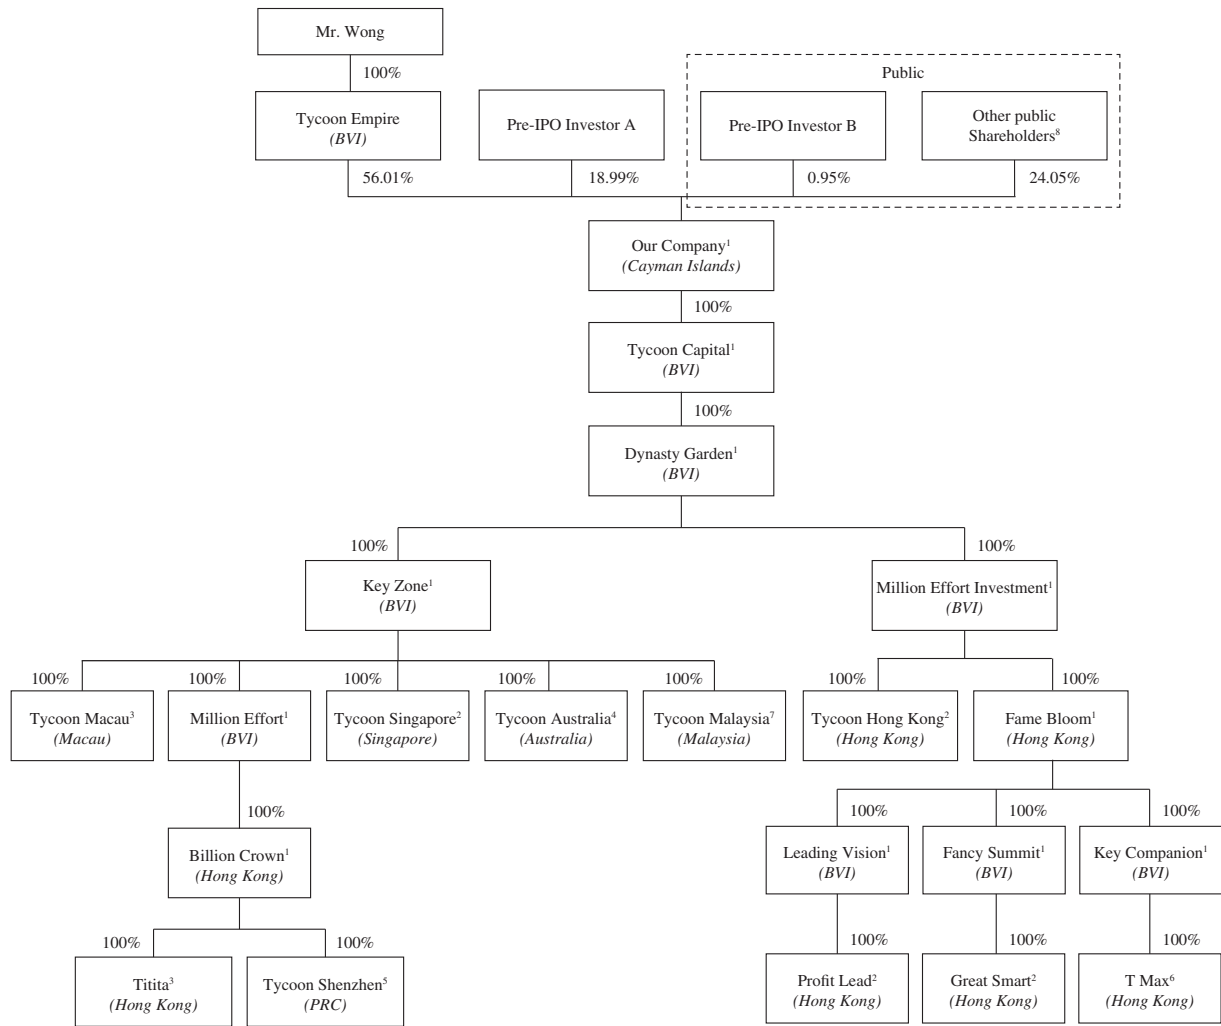 Mr. Wong
100%
Public
Tycoon Empire
(BVI)
Pre-IPO Investor A
Pre-IPO Investor B
Other public
Shareholders8
56.01%
18.99%
0.95%
24.05%
Our Company1
(Cayman Islands)
100%
Tycoon Capital1
(BVI)
100%
Dynasty Garden1
(BVI)
100%
100%
Key Zone1
(BVI)
Million Effort Investment1
(BVI)
100%
100%
100%
100%
100%
100%
100%
Tycoon Macau3
(Macau)
Million Effort1
(BVI)
Tycoon Singapore2
(Singapore)
Tycoon Australia4
(Australia)
Tycoon Malaysia7
(Malaysia)
Tycoon Hong Kong2
(Hong Kong)
Fame Bloom1
(Hong Kong)
100%
100%
100%
100%
Billion Crown1
(Hong Kong)
Leading Vision1
(BVI)
Fancy Summit1
(BVI)
Key Companion1
(BVI)
100%
100%
100%
100%
100%
Titita3
(Hong Kong)
Tycoon Shenzhen5
(PRC)
Profit Lead2
(Hong Kong)
Great Smart2
(Hong Kong)
T Max6
(Hong Kong)